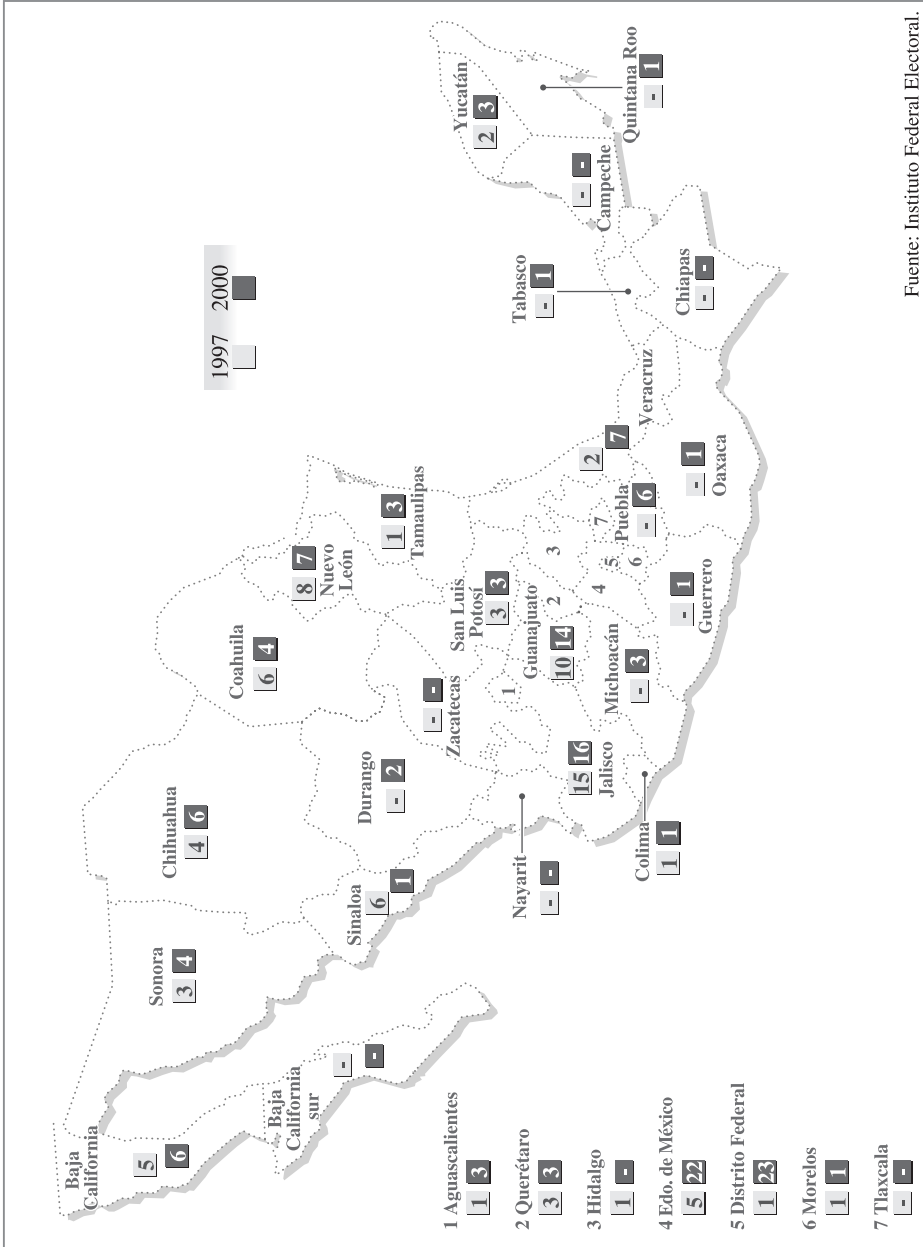 1997 2000
Baja
California
5
6
Sonora
3 4
Chihuahua
4 6
Coahuila
6 4
Nuevo
León
8 7
Tamaulipas
1 3
Baja
California
sur
-
-
Sinaloa
6
1
Durango
- 2
Zacatecas
- -
San Luis
Potosí
3 3
Nayarit
- -
Jalisco
15 16
Colima
1 1
Guanajuato
10 14
Michoacán
- 3
Guerrero
- 1
Puebla
- 6
Veracruz
2
7
Oaxaca
- 1
Tabasco
- 1
Chiapas
- -
Campeche
- -
Yucatán
2 3
Quintana Roo
- 1
1
2
3
4
5
6
7
1 Aguascalientes
1 3
2 Querétaro
3 3
3 Hidalgo
1 -
4 Edo. de México
5 22
5 Distrito Federal
1 23
6 Morelos
1 1
7 Tlaxcala
- -
Fuente: Instituto Federal Electoral.